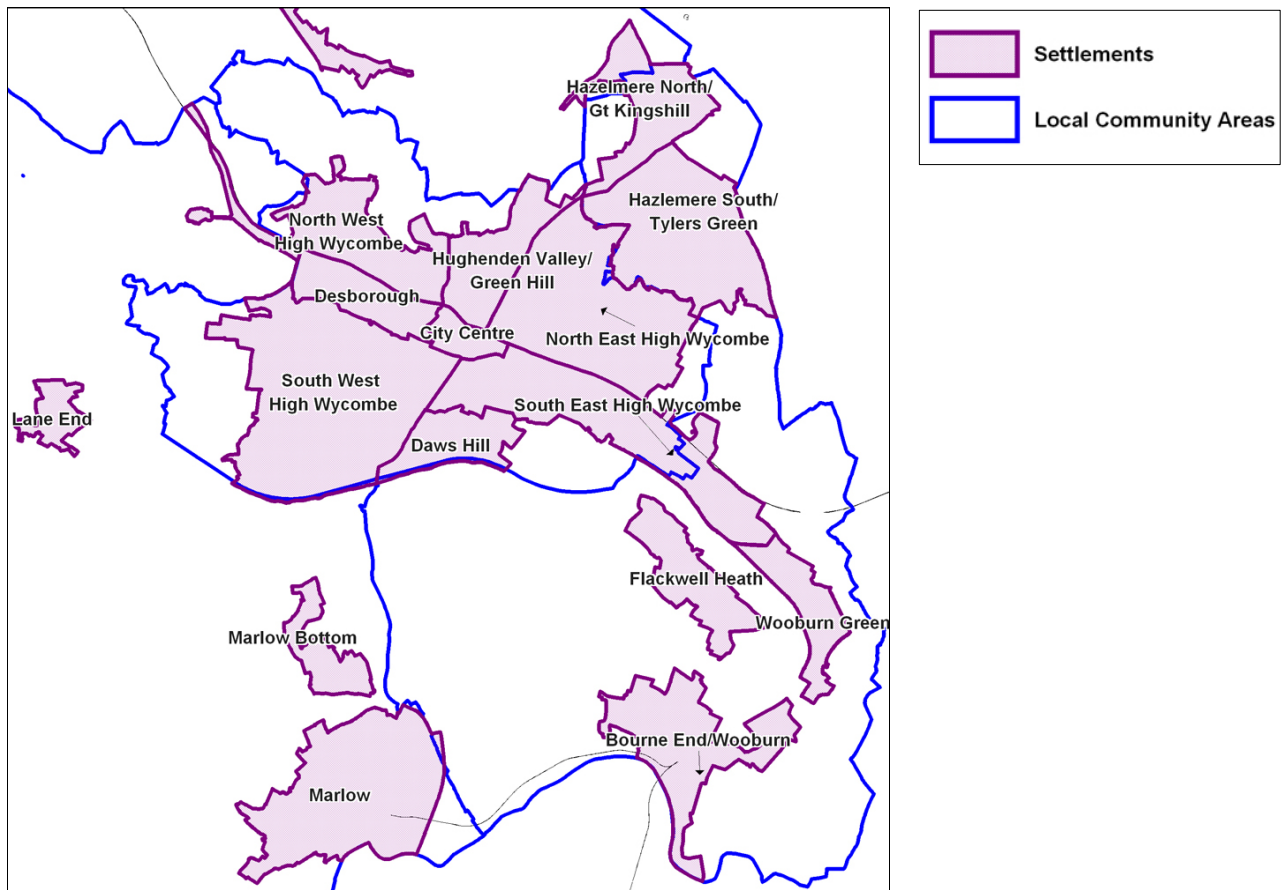 Settlements
Local Community Areas
Hazelmere North/
Gt Kingshill
Hazlemere South/
Tylers Green
North West
High Wycombe
Hughenden Valley/
Green Hill
Desborough
City Centre
North East High Wycombe
South West
High Wycombe
South East High Wycombe
Lane End
Daws Hill
Flackwell Heath
Wooburn Green
Marlow Bottom
Bourne End/Wooburn
Marlow